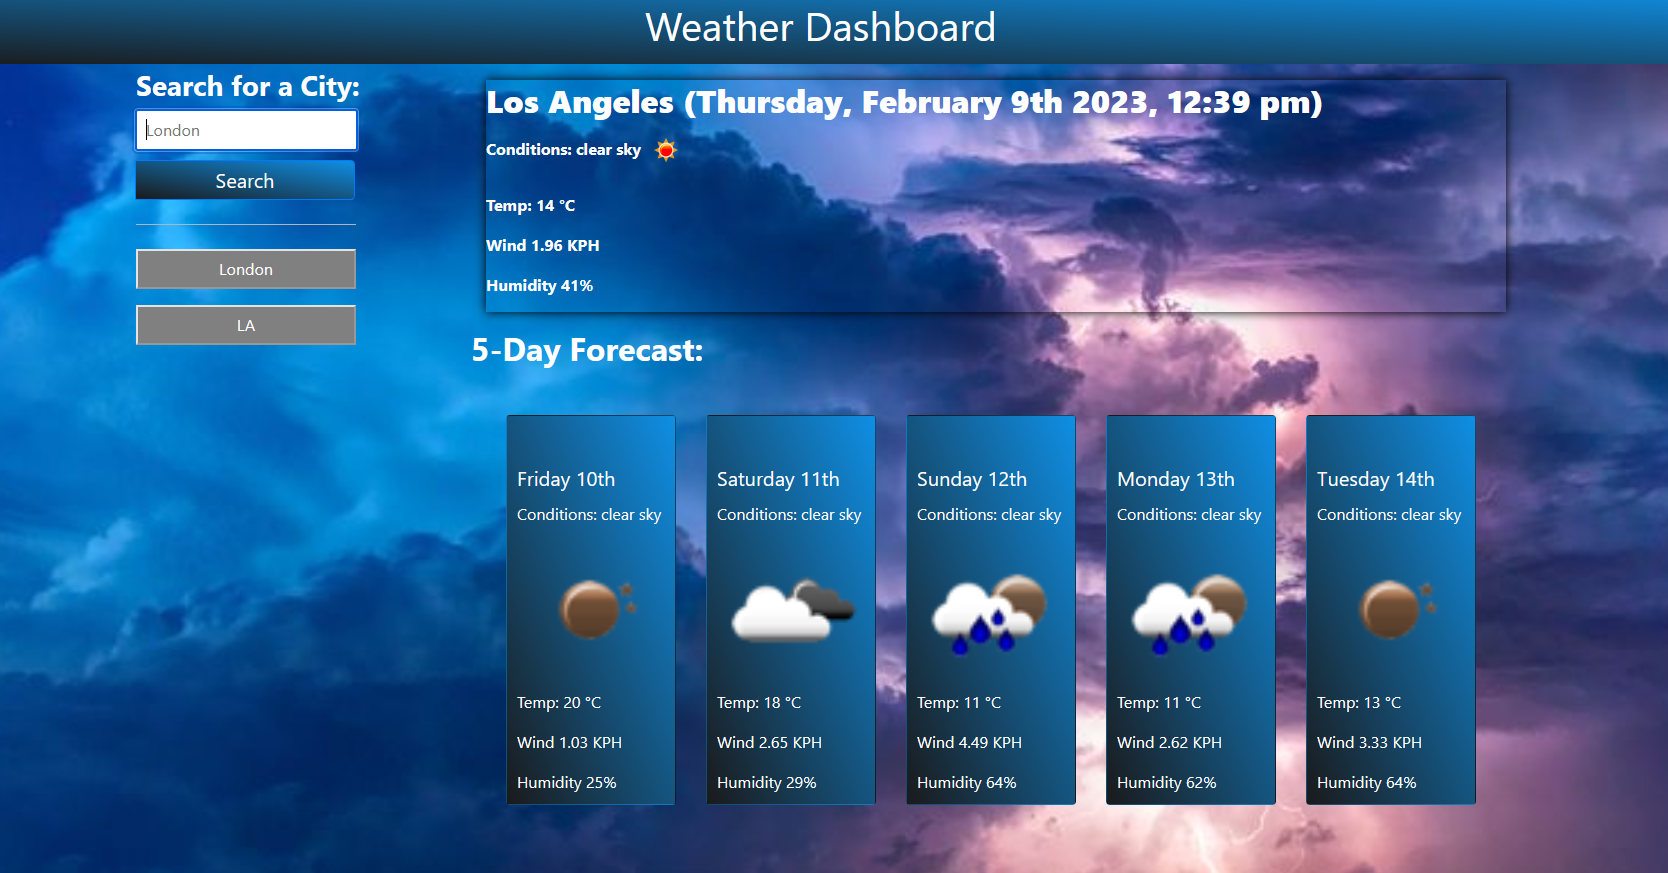 Weather Dashboard
Search for a City:
London
Search
London
LA
Los Angeles (Thursday, February 9th 2023, 12:39 pm)
Conditions: clear sky
Temp: 14 °C
Wind 1.96 KPH
Humidity 41%
5-Day Forecast:
Friday 10th
Conditions: clear sky
Temp: 20 °C
Wind 1.03 KPH
Humidity 25%
Saturday 11th
Conditions: clear sky
Temp: 18 °C
Wind 2.65 KPH
Humidity 29%
Sunday 12th
Conditions: clear sky
Temp: 11 °C
Wind 4.49 KPH
Humidity 64%
Monday 13th
Conditions: clear sky
Temp: 11 °C
Wind 2.62 KPH
Humidity 62%
Tuesday 14th
Conditions: clear sky
Temp: 13 °C
Wind 3.33 KPH
Humidity 64%